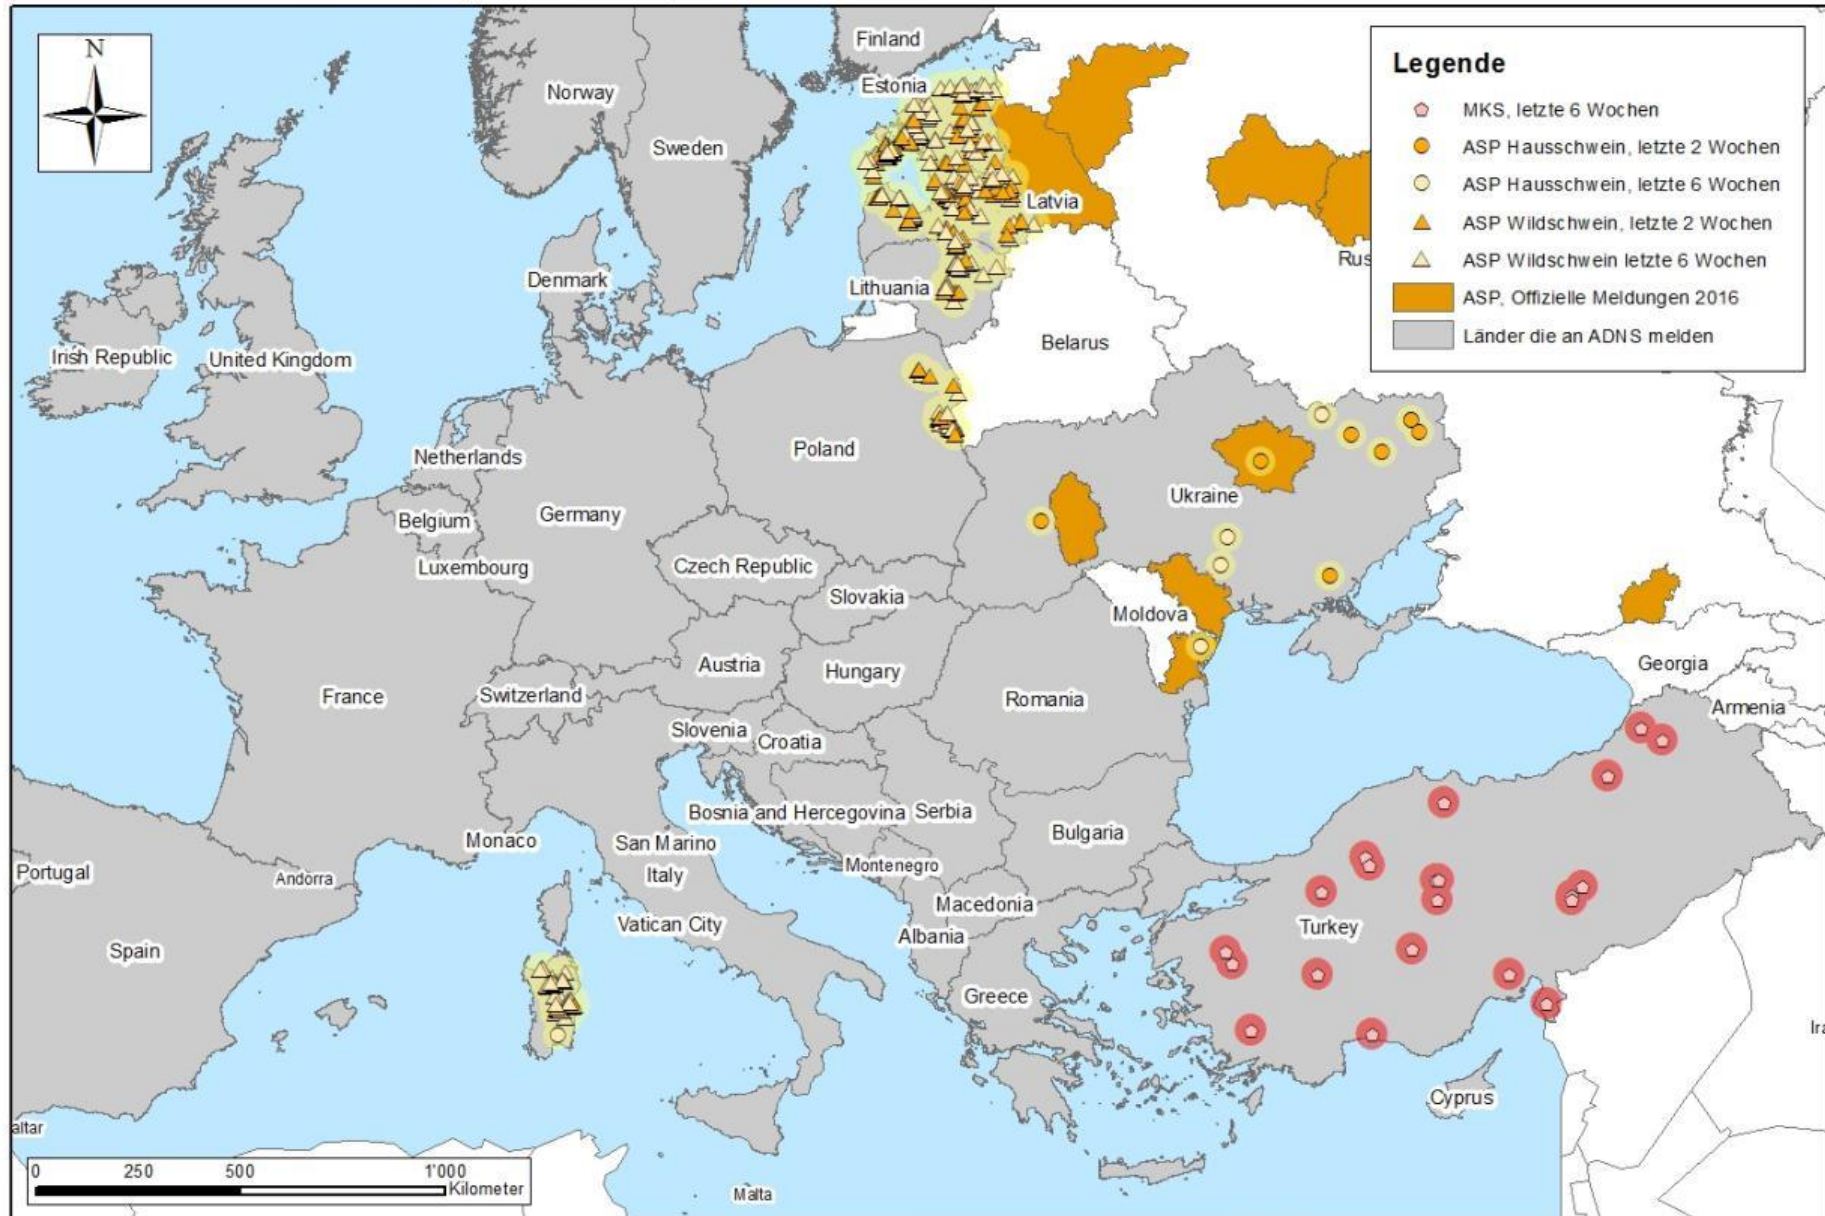 N
Finland
Norway
Estonia
Sweden
Latvia
Denmark
Lithuania
Rus
Irish Republic
United Kingdom
Belarus
Netherlands
Poland
Belgium
Germany
Ukraine
Luxembourg
Czech Republic
Slovakia
Moldova
Austria
Hungary
Georgia
France
Switzerland
Romania
Armenia
Slovenia
Croatia
Bosnia and Hercegovina
Serbia
Bulgaria
Monaco
San Marino
Portugal
Andorra
Italy
Montenegro
Macedonia
Vatican City
Albania
Turkey
Spain
Greece
Ira
Cyprus
altar
Malta
Legende
MKS, letzte 6 Wochen
ASP Hausschwein, letzte 2 Wochen
ASP Hausschwein, letzte 6 Wochen
ASP Wildschwein, letzte 2 Wochen
ASP Wildschwein letzte 6 Wochen
ASP, Offizielle Meldungen 2016
Länder die an ADNS melden
0 250 500 1'000
Kilometer